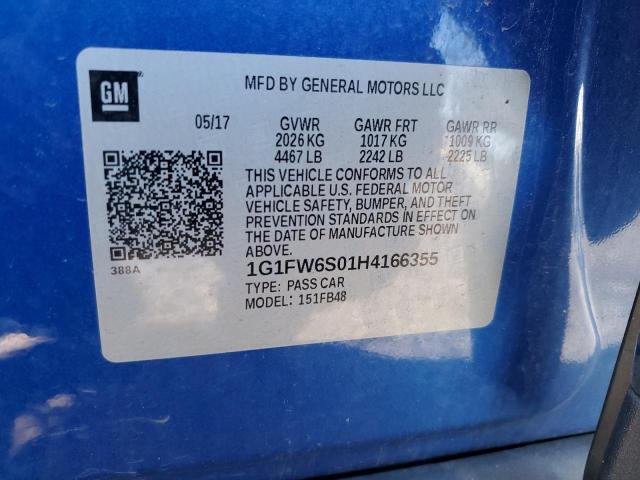 GM
MFD BY GENERAL MOTORS LLC
05/17 GVWR GAWR FRT GAWR RR
2026 KG 1017 KG 1009 KG
4467 LB 2242 LB 2225 LB
THIS VEHICLE CONFORMS TO ALL
APPLICABLE U.S. FEDERAL MOTOR
VEHICLE SAFETY, BUMPER, AND THEFT
PREVENTION STANDARDS IN EFFECT ON
THE DATE OF MANUFACTURE SHOWN
ABOVE.
388A
1G1FW6S01H4166355
TYPE: PASS CAR
MODEL: 151FB48